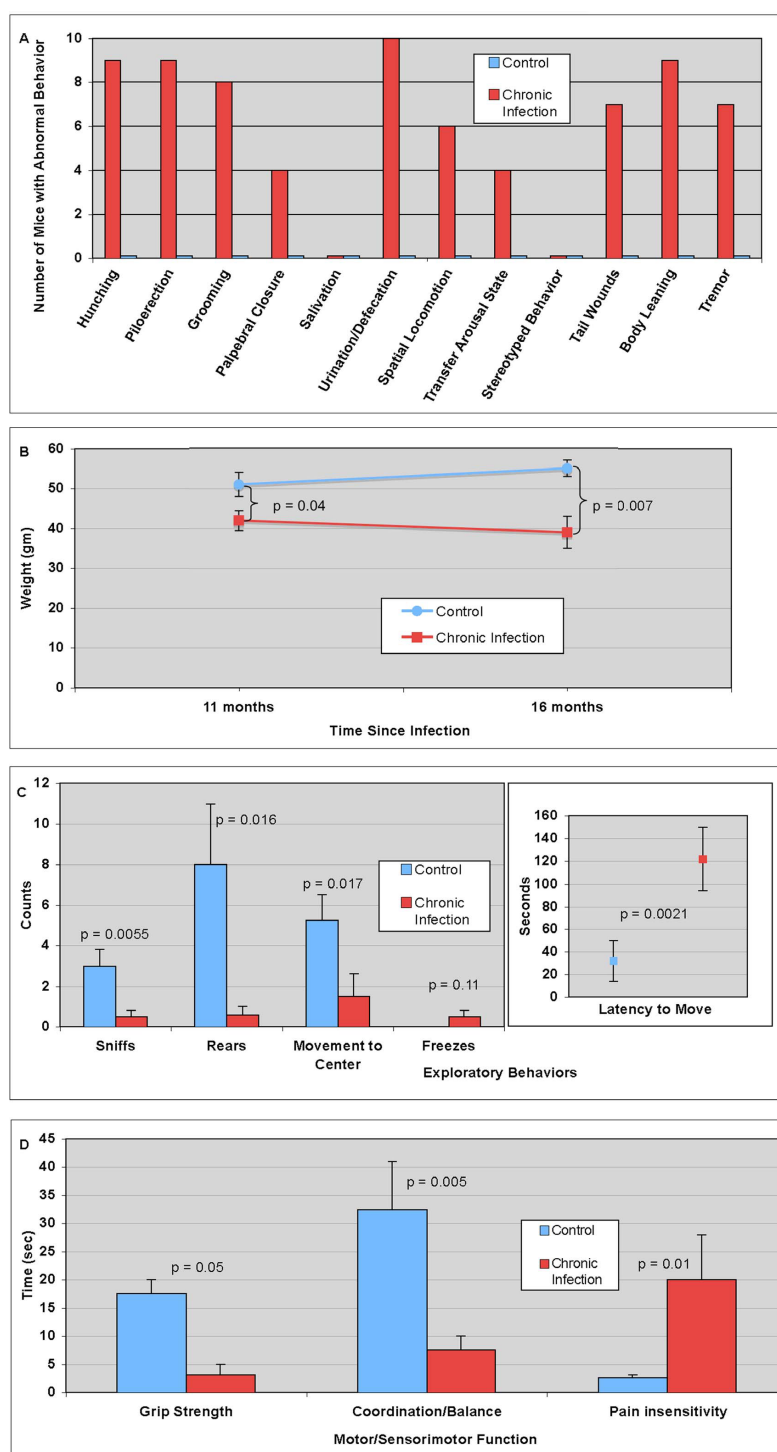 A
Number of Mice with Abnormal Behavior
10
8
6
4
2
0
Control
Chronic
Infection
Hunching
Piloerection
Grooming
Palpebral Closure
Salivation
Urination/Defecation
Spatial Locomotion
Transfer Arousal State
Stereotyped Behavior
Tail Wounds
Body Leaning
Tremor
B
Weight (gm)
60
50
40
30
20
10
0
p = 0.04
p = 0.007
Control
Chronic Infection
11 months
16 months
Time Since Infection
C
Counts
12
10
8
6
4
2
0
p = 0.0055
p = 0.016
p = 0.017
p = 0.11
Control
Chronic
Infection
Sniffs
Rears
Movement to
Center
Freezes
Exploratory Behaviors
Seconds
160
140
120
100
80
60
40
20
0
p = 0.0021
Latency to Move
D
Time (sec)
45
40
35
30
25
20
15
10
5
0
p = 0.05
p = 0.005
p = 0.01
Control
Chronic
Infection
Grip Strength
Coordination/Balance
Pain insensitivity
Motor/Sensorimotor Function